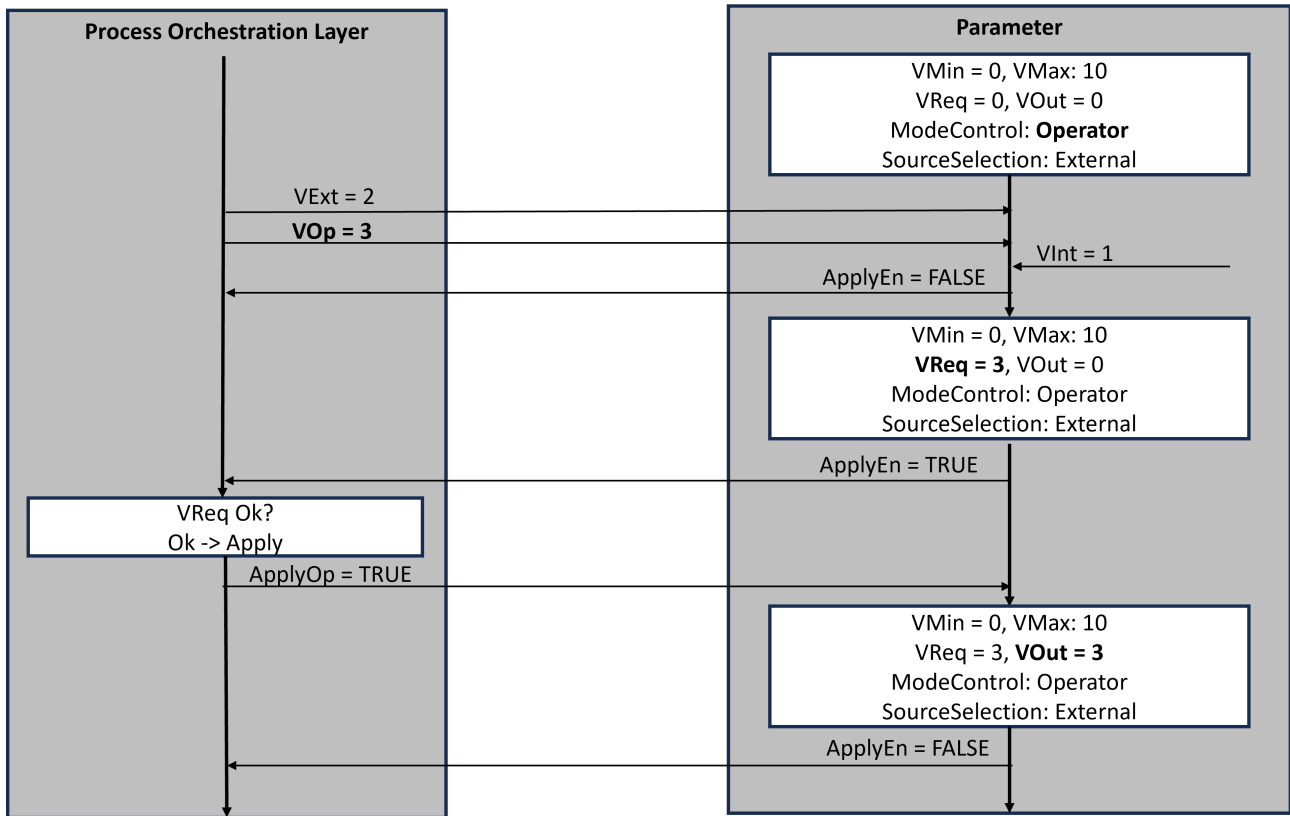 Process Orchestration Layer
Parameter
VMin = 0, VMax: 10
VReq = 0, VOut = 0
ModeControl: Operator
SourceSelection: External
VExt = 2
VOp = 3
VInt = 1
ApplyEn = FALSE
VMin = 0, VMax: 10
VReq = 3, VOut = 0
ModeControl: Operator
SourceSelection: External
ApplyEn = TRUE
VReq Ok?
Ok -> Apply
ApplyOp = TRUE
VMin = 0, VMax: 10
VReq = 3, VOut = 3
ModeControl: Operator
SourceSelection: External
ApplyEn = FALSE